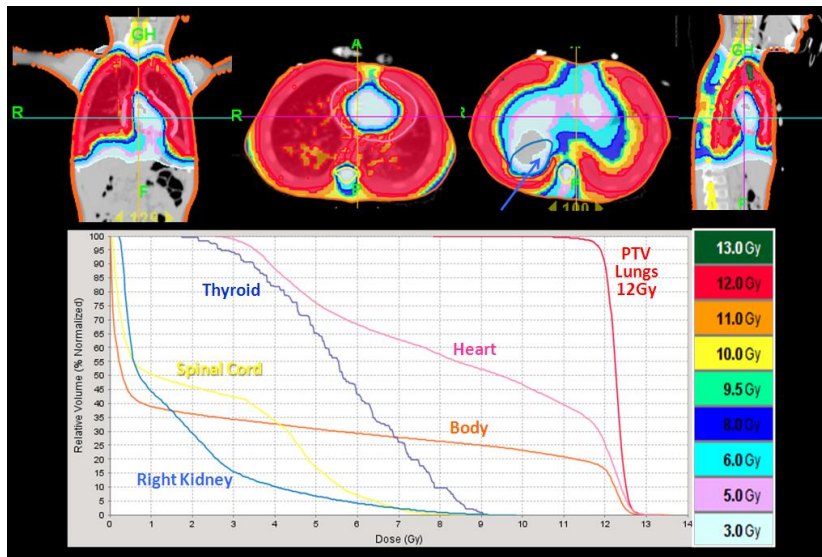 GH
A
GH
R
R
R
P
F
F
129
100
100
95
90
85
80
75
70
65
60
55
50
45
40
35
30
25
20
15
10
5
0
Relative Volume (% Normalized)
Thyroid
Spinal Cord
Right Kidney
Heart
Body
PTV
Lungs
12Gy
0 1 2 3 4 5 6 7 8 9 10 11 12 13 14
Dose (Gy)
13.0 Gy
12.0 Gy
11.0 Gy
10.0 Gy
9.5 Gy
8.0 Gy
6.0 Gy
5.0 Gy
3.0 Gy